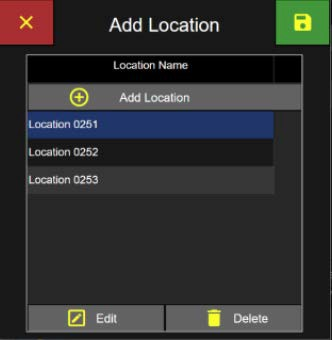 Add Location
Location Name
Add Location
Location 0251
Location 0252
Location 0253
Edit Delete